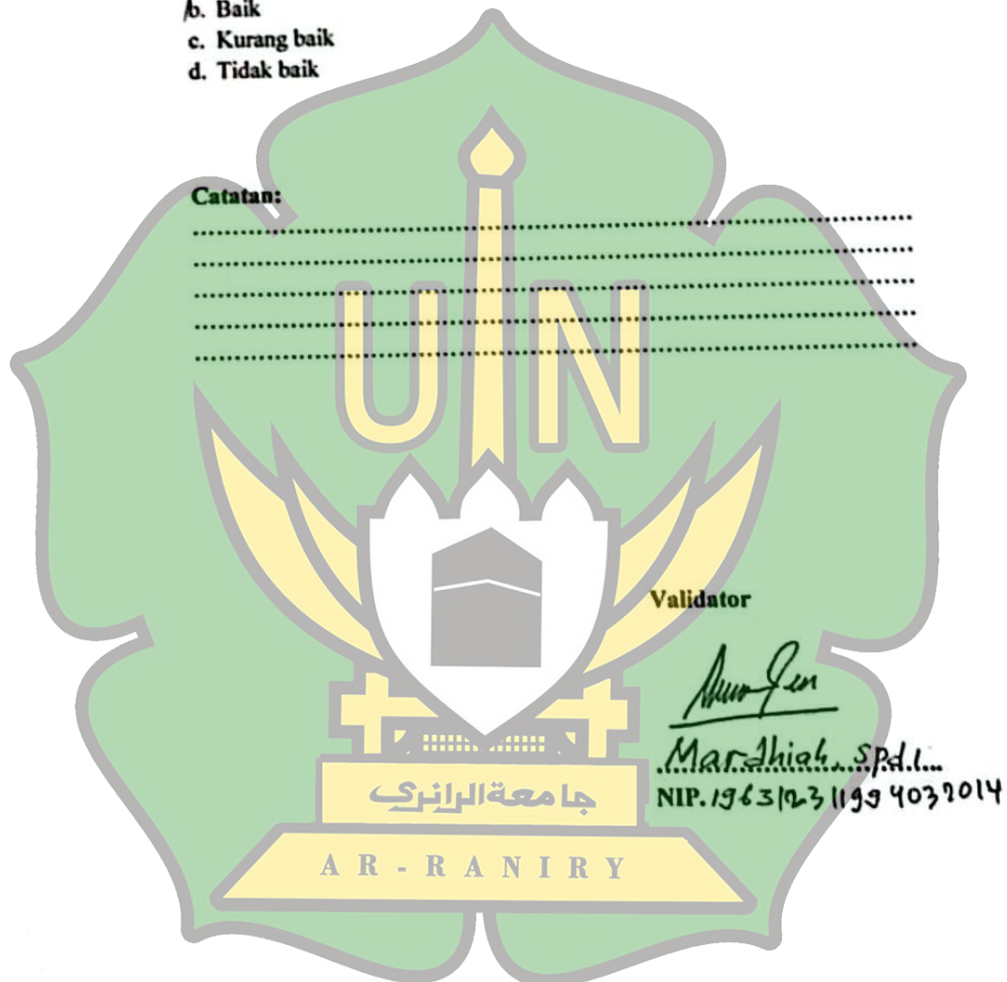 b. Baik
c. Kurang baik
d. Tidak baik
Catatan:
UIN
Validator
Mardhiah, S.Pd.I
NIP. 196312311994032014
جامعة الرانري
AR-RANIRY